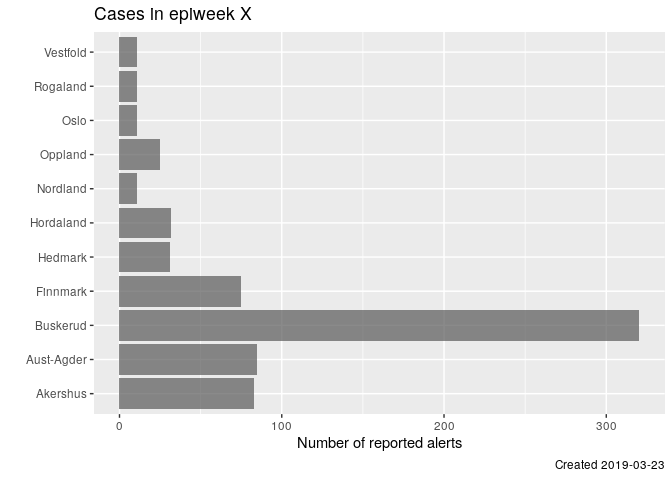 Cases in epiweek X
Vestfold
Rogaland
Oslo
Oppland
Nordland
Hordaland
Hedmark
Finnmark
Buskerud
Aust-Agder
Akershus
0 100 200 300
Number of reported alerts
Created 2019-03-23